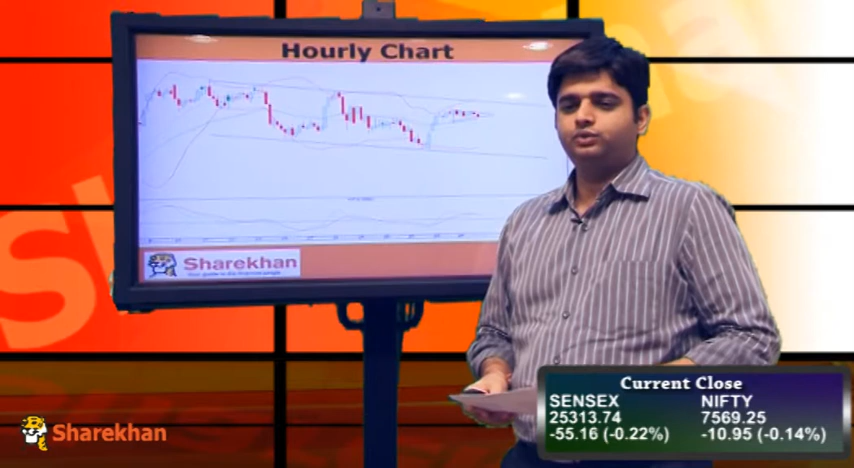 Hourly Chart
Sharekhan
Sharekhan
Current Close
SENSEX NIFTY
25313.74 7569.25
-55.16 (-0.22%) -10.95 (-0.14%)